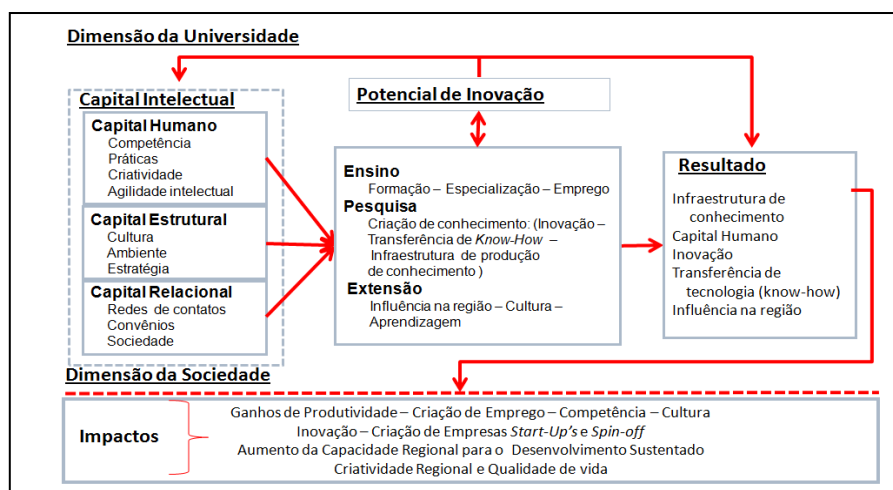 Dimensão da Universidade
Capital Intelectual
Capital Humano
Competência
Práticas
Criatividade
Agilidade intelectual
Capital Estrutural
Cultura
Ambiente
Estratégia
Capital Relacional
Redes de contatos
Convênios
Sociedade
Potencial de Inovação
Ensino
Formação – Especialização – Emprego
Pesquisa
Criação de conhecimento: (Inovação –
Transferência de Know-How –
Infraestrutura de produção
de conhecimento )
Extensão
Influência na região – Cultura –
Aprendizagem
Resultado
Infraestrutura de
conhecimento
Capital Humano
Inovação
Transferência de
tecnologia (know-how)
Influência na região
Dimensão da Sociedade
Impactos
Ganhos de Produtividade – Criação de Emprego – Competência – Cultura
Inovação – Criação de Empresas Start-Up's e Spin-off
Aumento da Capacidade Regional para o Desenvolvimento Sustentado
Criatividade Regional e Qualidade de vida